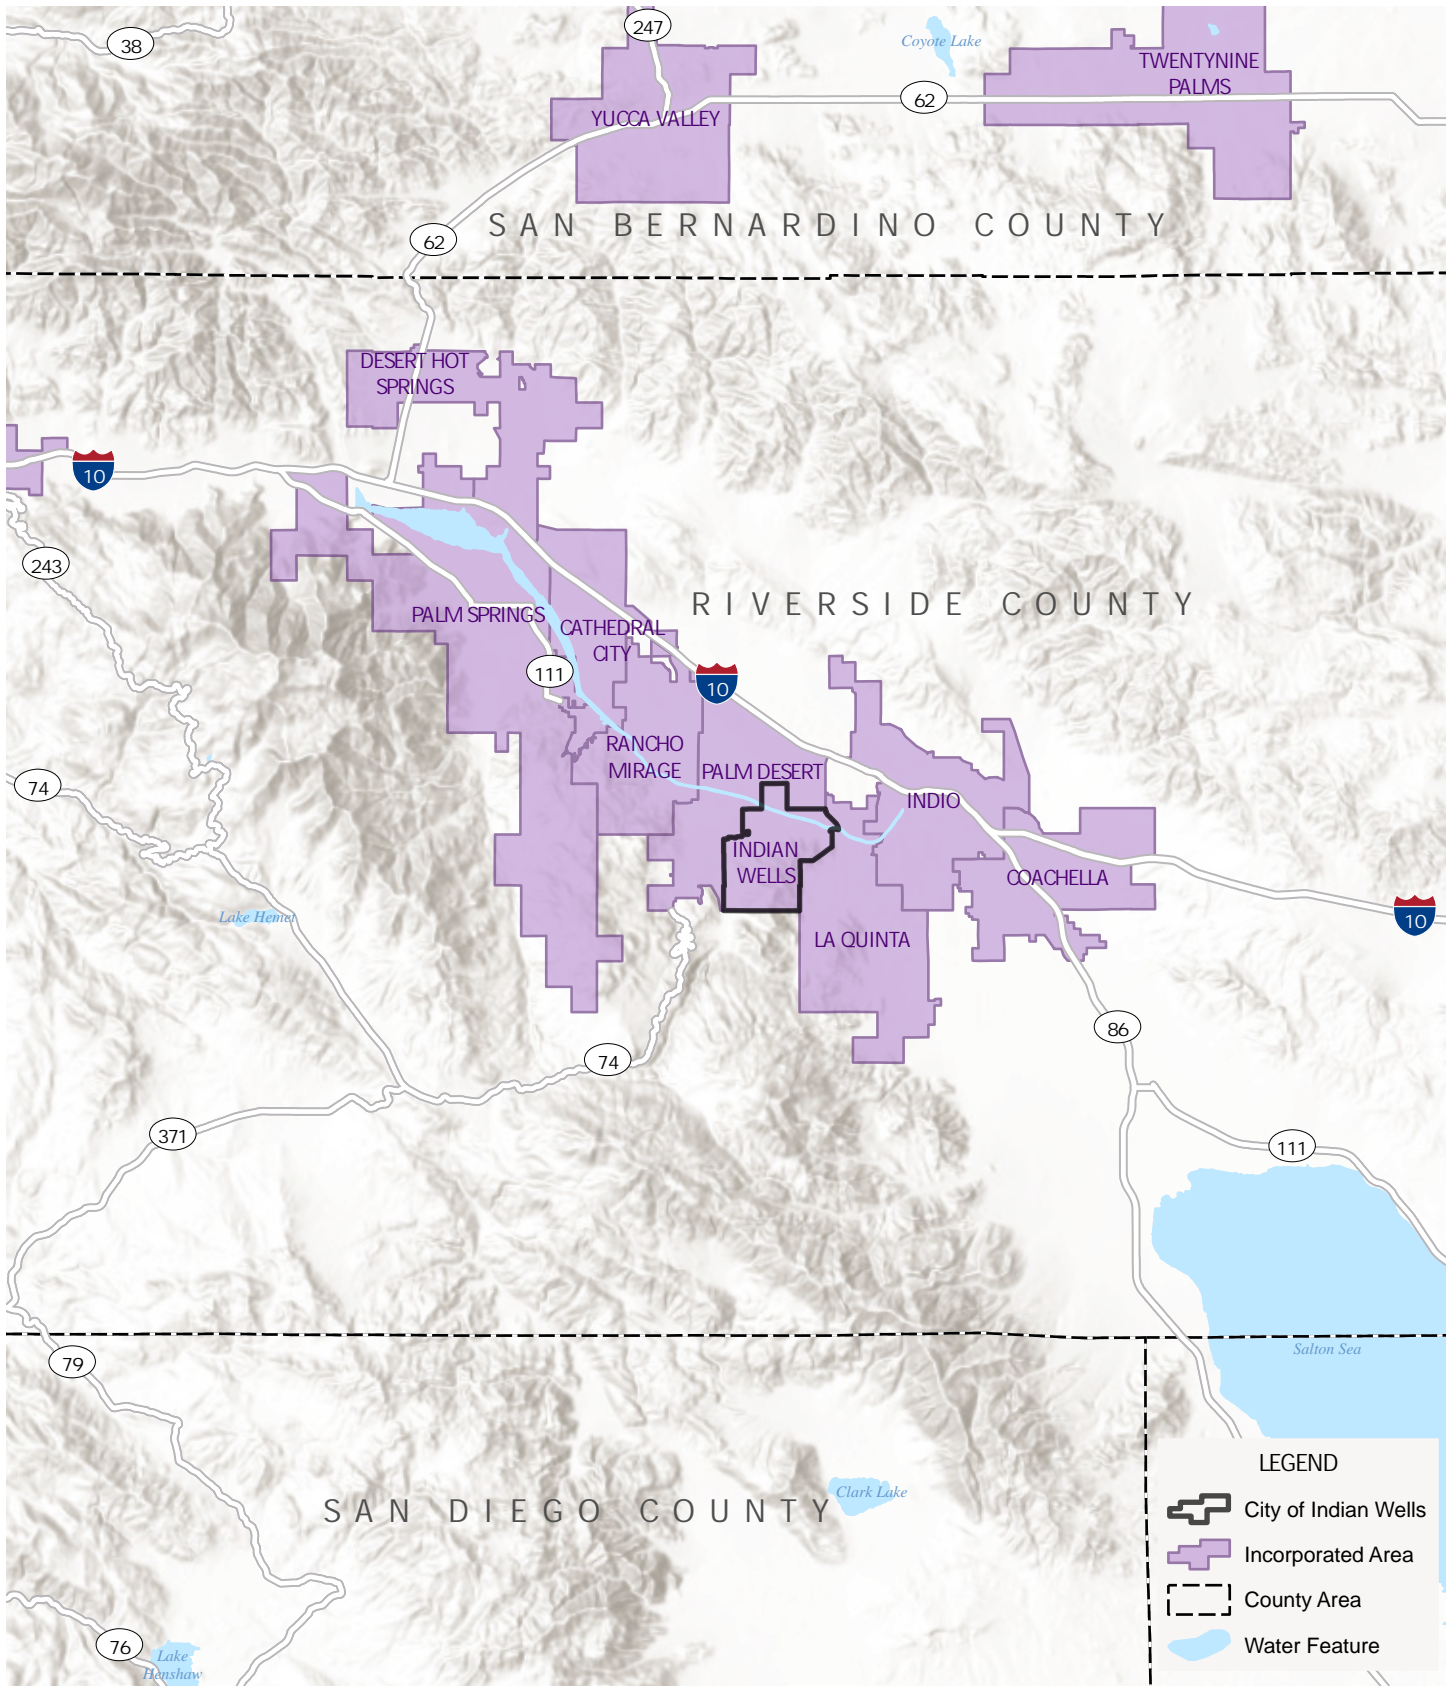 247
38
Coyote Lake
TWENTYNINE
PALMS
62
YUCCA VALLEY
SAN BERNARDINO COUNTY
62
DESERT HOT
SPRINGS
10
243
RIVERSIDE COUNTY
PALM SPRINGS
CATHEDRAL
CITY
111
10
RANCHO
MIRAGE
PALM DESERT
74
INDIO
INDIAN
WELLS
COACHELLA
Lake Hemet
10
LA QUINTA
86
74
371
111
Salton Sea
79
LEGEND
City of Indian Wells
Incorporated Area
County Area
Water Feature
Clark Lake
SAN DIEGO COUNTY
76
Lake
Henshaw